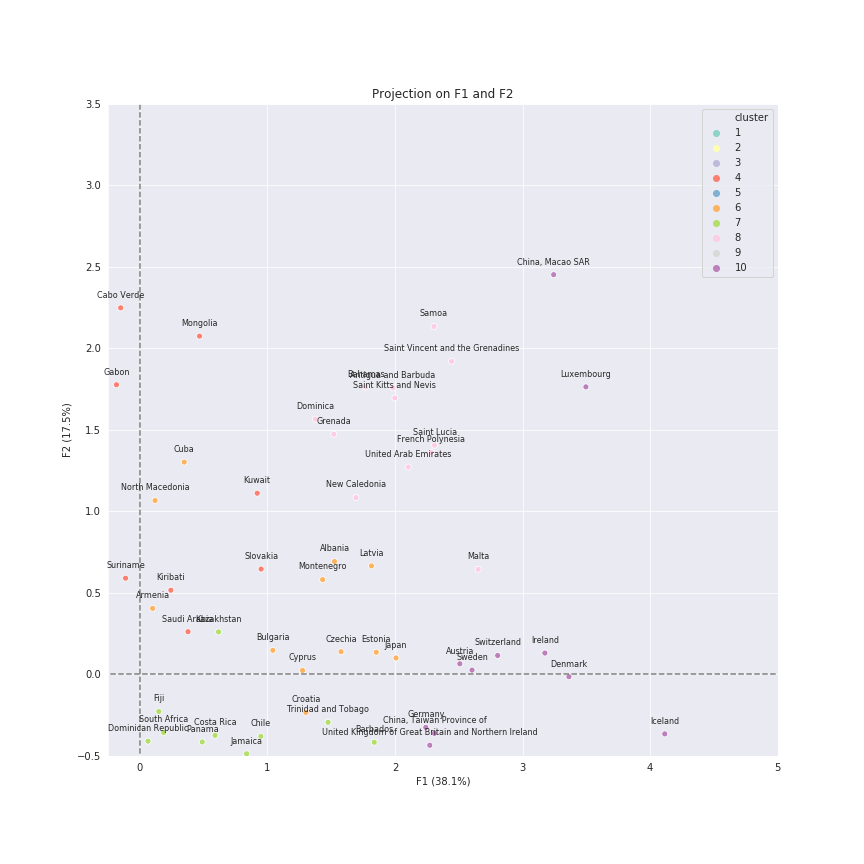 Projection on F1 and F2
3.5
3.0
2.5
2.0
1.5
1.0
0.5
0.0
−0.5
F2 (17.5%)
cluster
1
2
3
4
5
6
7
8
9
10
China, Macao SAR
Cabo Verde
Samoa
Mongolia
Saint Vincent and the Grenadines
Gabon
Bahamas
Antigua and Barbuda
Luxembourg
Saint Kitts and Nevis
Dominica
Grenada
Saint Lucia
French Polynesia
Cuba
United Arab Emirates
Kuwait
New Caledonia
North Macedonia
Albania
Latvia
Slovakia
Malta
Suriname
Montenegro
Kiribati
Armenia
Saudi Arabia
Kazakhstan
Bulgaria
Czechia
Estonia
Switzerland
Ireland
Japan
Austria
Cyprus
Sweden
Denmark
Fiji
Croatia
Trinidad and Tobago
Germany
South Africa
Costa Rica
Chile
China, Taiwan Province of
Iceland
Dominican Republic
Panama
Barbados
United Kingdom of Great Britain and Northern Ireland
Jamaica
0
1
2
3
4
5
F1 (38.1%)